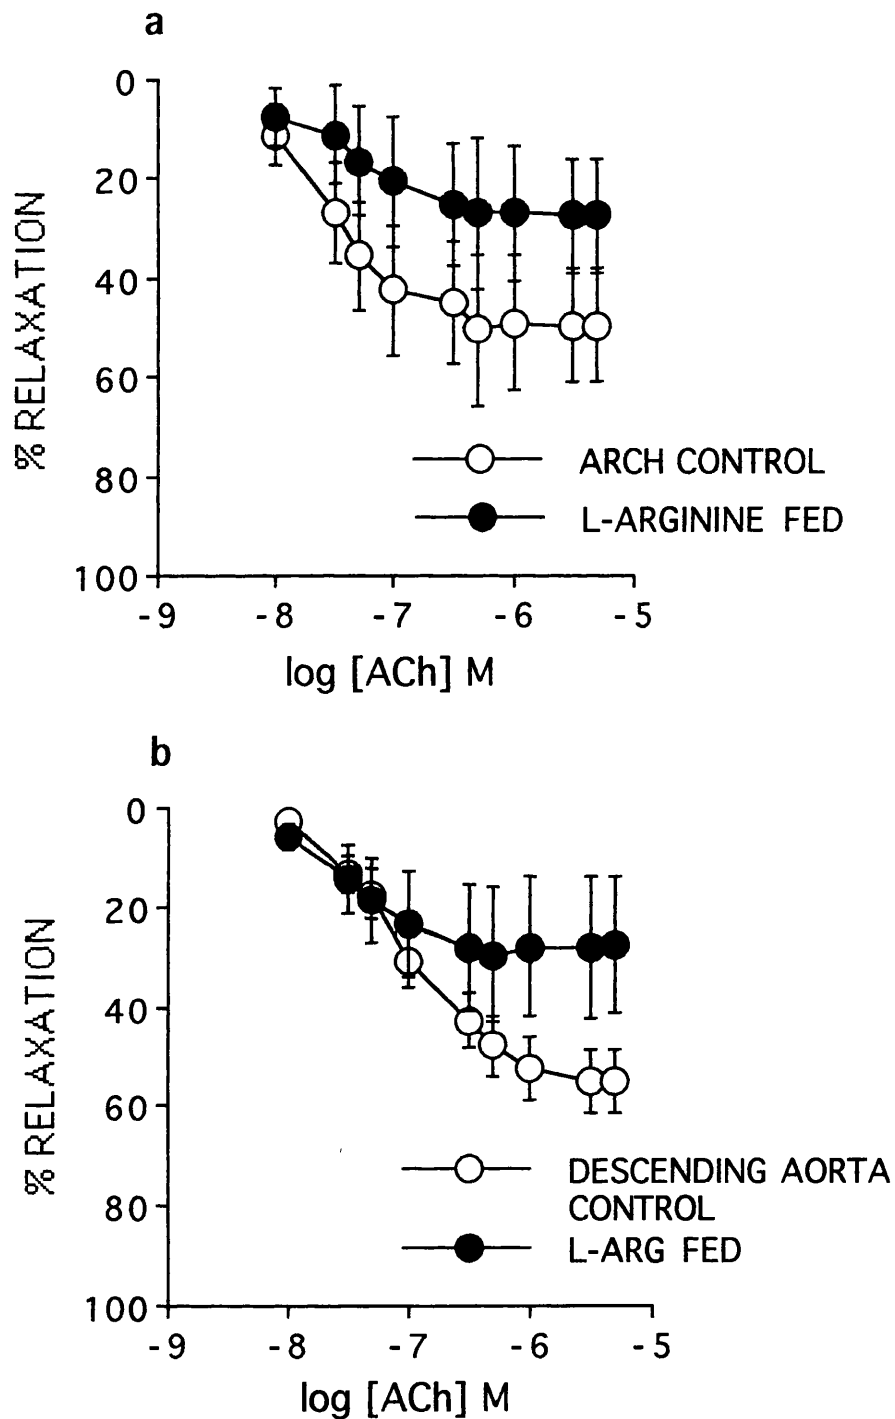 a
0
20
40
60
80
100
% RELAXATION
ARCH CONTROL
L-ARGININE FED
-9 -8 -7 -6 -5
log [ACh] M
b
0
20
40
60
80
100
% RELAXATION
DESCENDING AORTA
CONTROL
L-ARG FED
-9 -8 -7 -6 -5
log [ACh] M